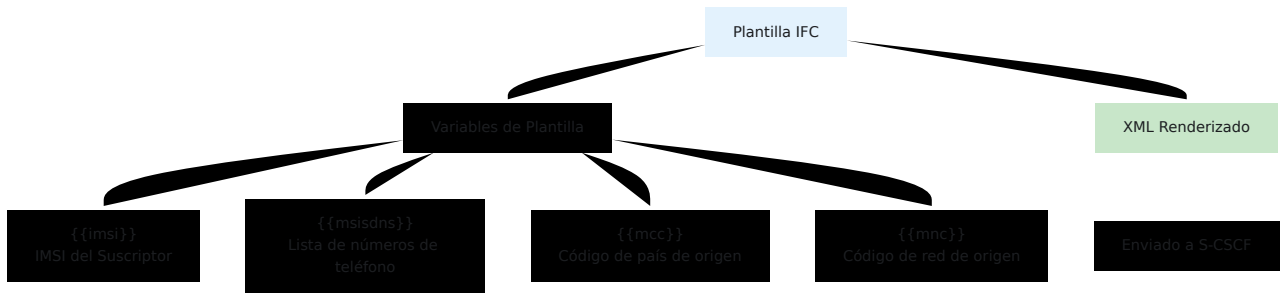 Plantilla IFC
Variables de Plantilla
XML Renderizado
{{imsi}}
IMSI del Suscriptor
{{msisdns}}
Lista de números de
teléfono
{{mcc}}
Código de país de origen
{{mnc}}
Código de red de origen
Enviado a S-CSCF